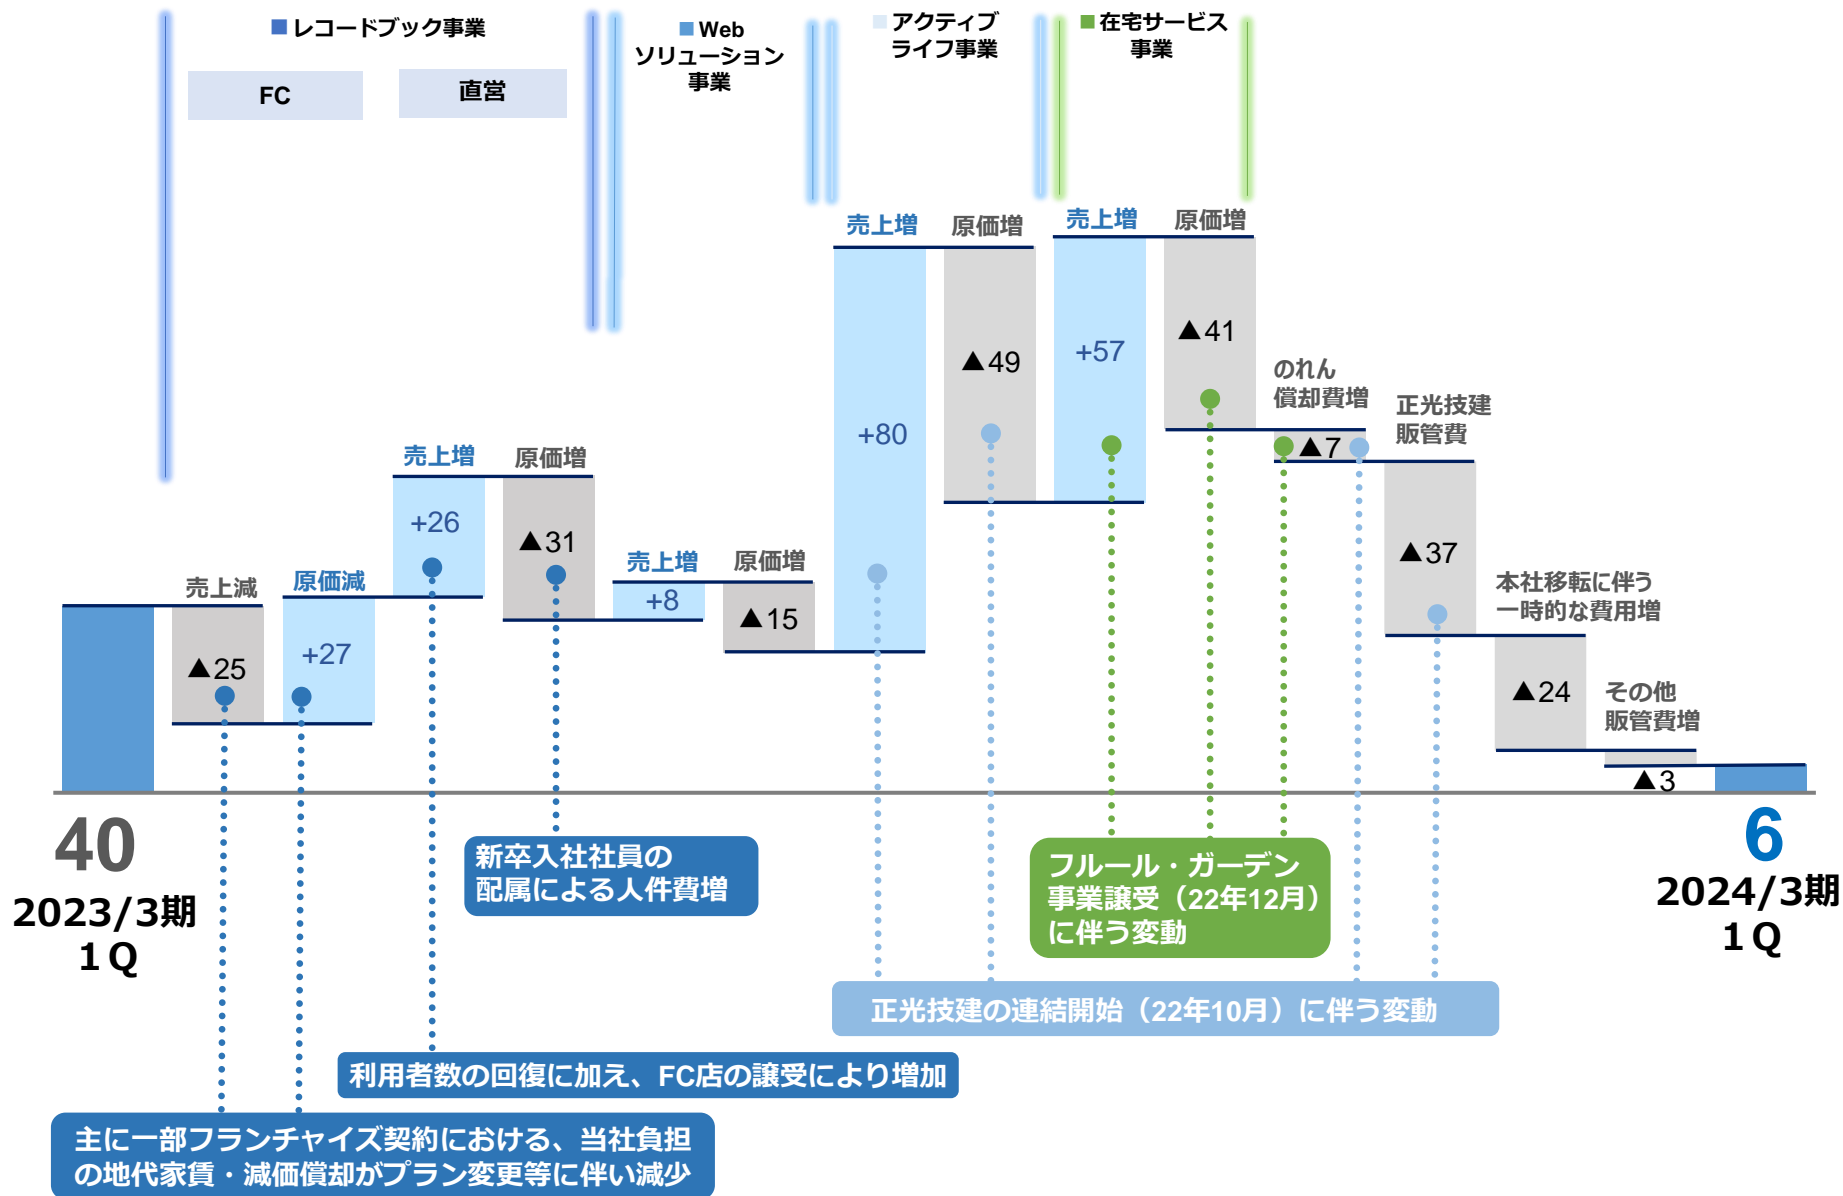 ■ レコードブック事業
FC
直営
■ Web
ソリューション
事業
■ アクティブ
ライフ事業
■ 在宅サービス
事業
売上減
▲25
原価減
+27
売上増
+26
原価増
▲31
売上増
+8
原価増
▲15
売上増
+80
原価増
▲49
売上増
+57
原価増
▲41
のれん
償却費増
▲7
正光技建
販管費
▲37
本社移転に伴う
一時的な費用増
▲24
その他
販管費増
▲3
40
2023/3期
１Q
6
2024/3期
１Q
新卒入社社員の
配属による人件費増
フルール・ガーデン
事業譲受（22年12月）
に伴う変動
正光技建の連結開始（22年10月）に伴う変動
利用者数の回復に加え、FC店の譲受により増加
主に一部フランチャイズ契約における、当社負担
の地代家賃・減価償却がプラン変更等に伴い減少